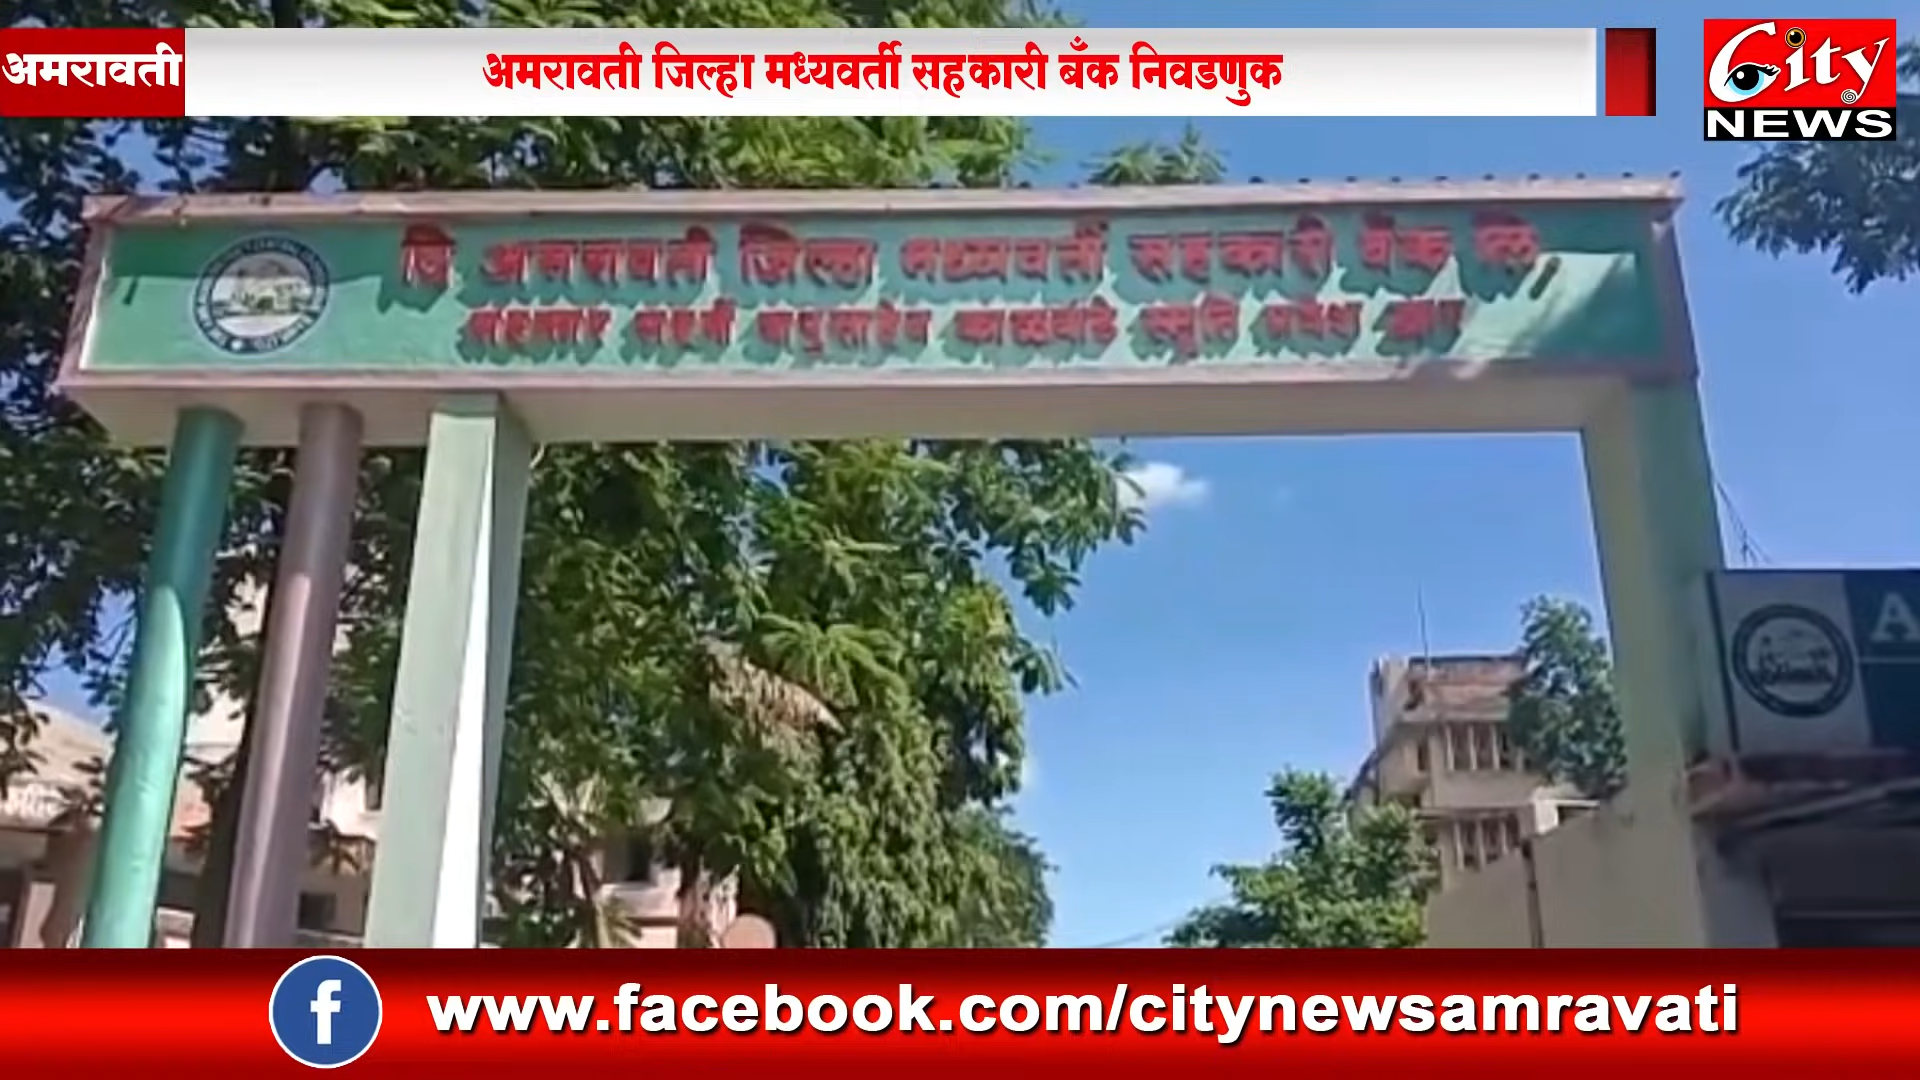 अमरावती
अमरावती जिल्हा मध्यवर्ती सहकारी बँक निवडणुक
City
NEWS
दि अमरावती जिल्हा मध्यवर्ती सहकारी बँक लि.
स्मृति प्रवेश द्वार
A
f www.facebook.com/citynewsamravati